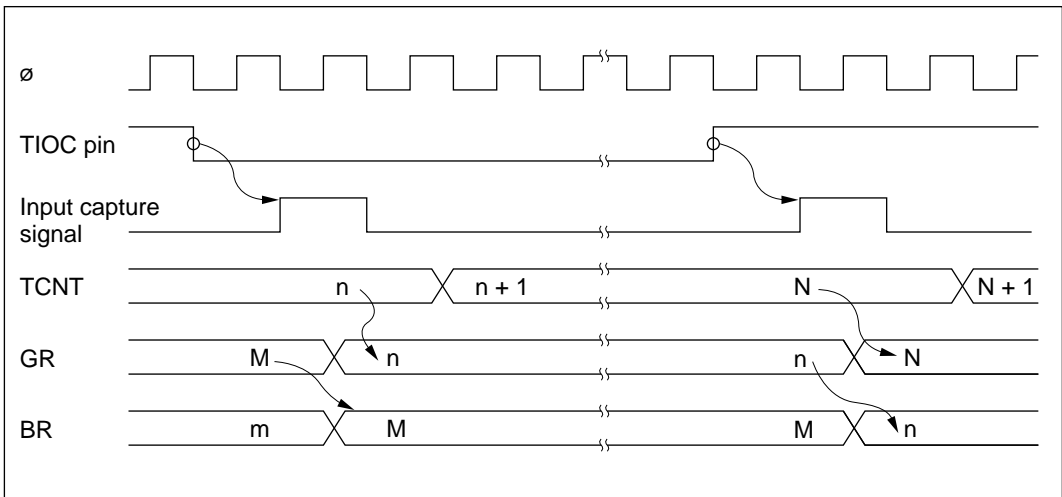 ø
TIOC pin
Input capture
signal
TCNT n n + 1 N N + 1
GR M n n N
BR m M M n